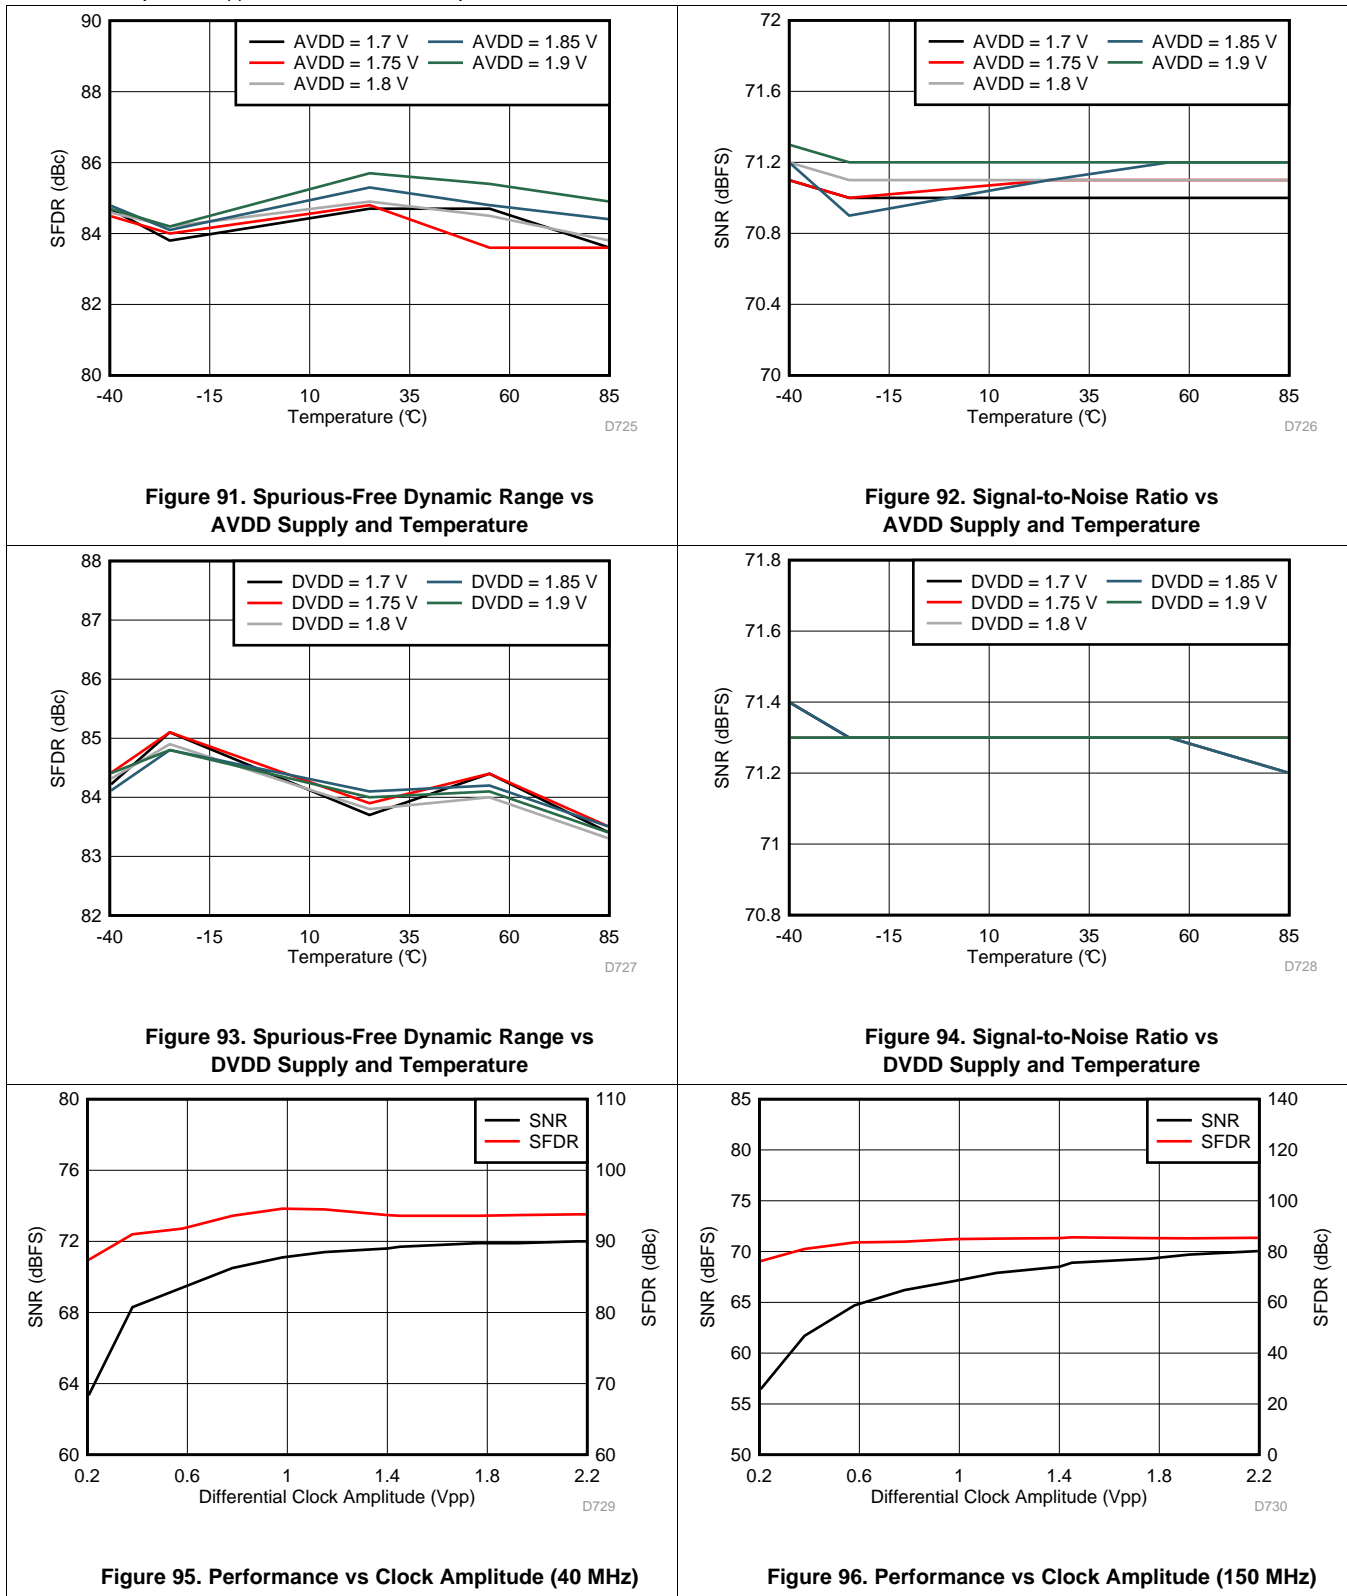 90
88
86
84
82
80
SFDR (dBc)
AVDD = 1.7 V
AVDD = 1.75 V
AVDD = 1.8 V
AVDD = 1.85 V
AVDD = 1.9 V
-40 -15 10 35 60 85
Temperature (°C)
D725
Figure 91. Spurious-Free Dynamic Range vs
AVDD Supply and Temperature
72
71.6
71.2
70.8
70.4
70
SNR (dBFS)
AVDD = 1.7 V
AVDD = 1.75 V
AVDD = 1.8 V
AVDD = 1.85 V
AVDD = 1.9 V
-40 -15 10 35 60 85
Temperature (°C)
D726
Figure 92. Signal-to-Noise Ratio vs
AVDD Supply and Temperature
88
87
86
85
84
83
82
SFDR (dBc)
DVDD = 1.7 V
DVDD = 1.75 V
DVDD = 1.8 V
DVDD = 1.85 V
DVDD = 1.9 V
-40 -15 10 35 60 85
Temperature (°C)
D727
Figure 93. Spurious-Free Dynamic Range vs
DVDD Supply and Temperature
71.8
71.6
71.4
71.2
71
70.8
SNR (dBFS)
DVDD = 1.7 V
DVDD = 1.75 V
DVDD = 1.8 V
DVDD = 1.85 V
DVDD = 1.9 V
-40 -15 10 35 60 85
Temperature (°C)
D728
Figure 94. Signal-to-Noise Ratio vs
DVDD Supply and Temperature
80
76
72
68
64
60
SNR (dBFS)
SNR
SFDR
110
100
90
80
70
60
SFDR (dBc)
0.2 0.6 1 1.4 1.8 2.2
Differential Clock Amplitude (Vpp)
D729
Figure 95. Performance vs Clock Amplitude (40 MHz)
85
80
75
70
65
60
55
50
SNR (dBFS)
SNR
SFDR
140
120
100
80
60
40
20
0
SFDR (dBc)
0.2 0.6 1 1.4 1.8 2.2
Differential Clock Amplitude (Vpp)
D730
Figure 96. Performance vs Clock Amplitude (150 MHz)